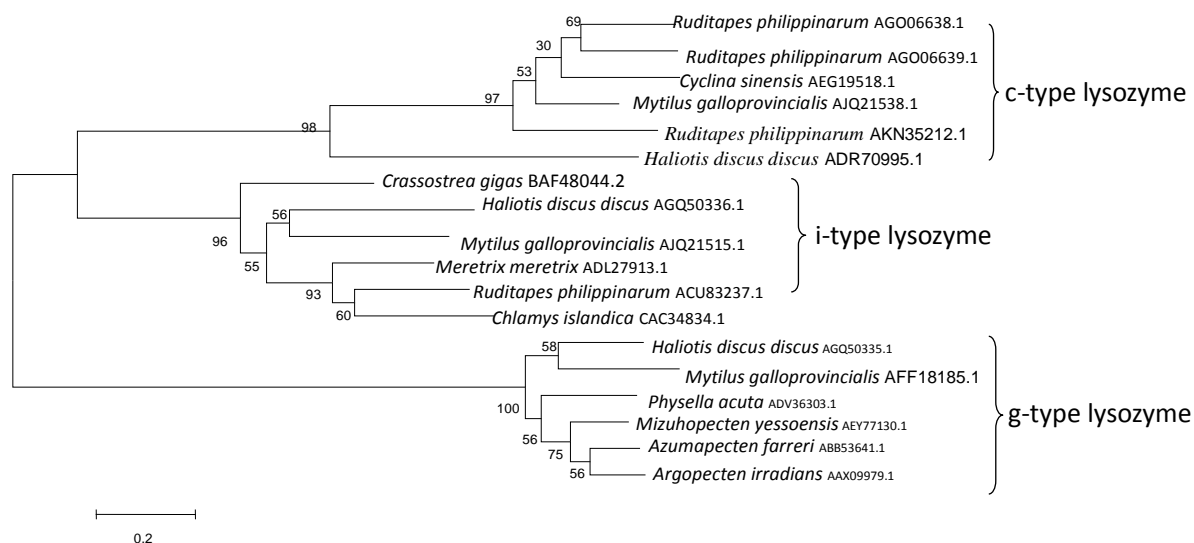 69
Ruditapes philippinarum AGO06638.1
30
Ruditapes philippinarum AGO06639.1
53
Cyclina sinensis AEG19518.1
97
Mytilus galloprovincialis AJQ21538.1
c-type lysozyme
98
Ruditapes philippinarum AKN35212.1
Haliotis discus discus ADR70995.1
Crassostrea gigas BAF48044.2
56
Haliotis discus discus AGQ50336.1
96
Mytilus galloprovincialis AJQ21515.1
i-type lysozyme
55
Meretrix meretrix ADL27913.1
93
Ruditapes philippinarum ACU83237.1
60
Chlamys islandica CAC34834.1
58
Haliotis discus discus AGQ50335.1
Mytilus galloprovincialis AFF18185.1
100
Physella acuta ADV36303.1
g-type lysozyme
56
Mizuhopecten yessoensis AEY77130.1
75
Azumapecten farreri ABB53641.1
56
Argopecten irradians AAX09979.1
0.2